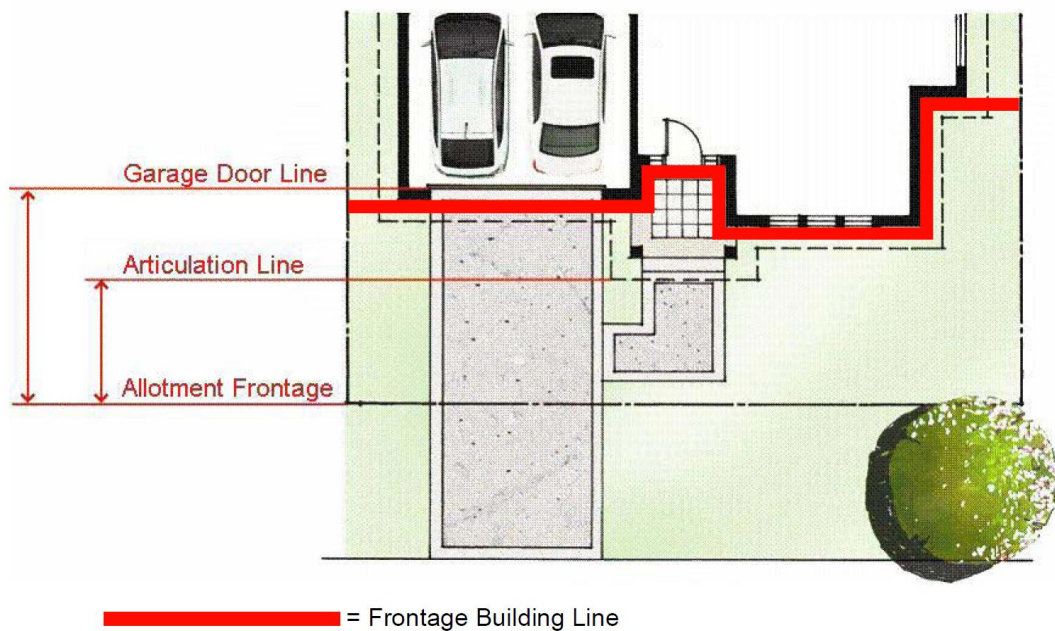 Garage Door Line
Articulation Line
Allotment Frontage
= Frontage Building Line